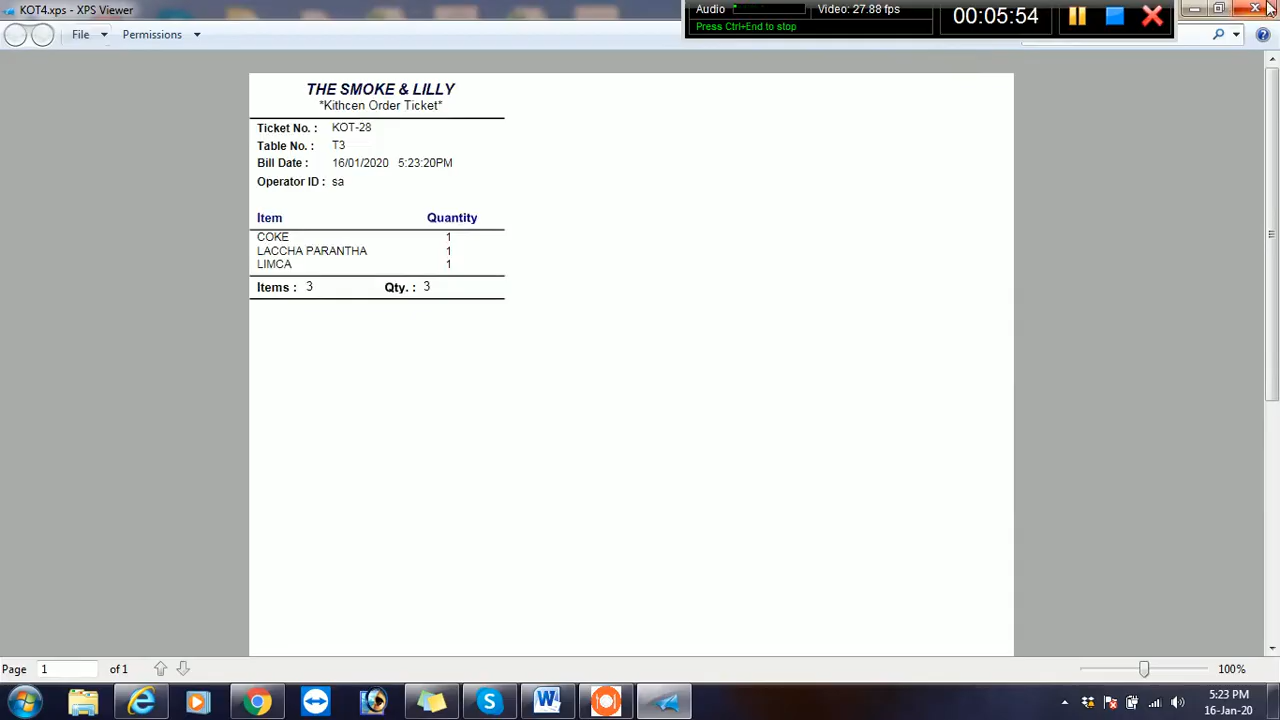 KOT4.xps - XPS Viewer
Audio
Video: 27.88 fps
Press Ctrl+End to stop
00:05:54
Permissions
THE SMOKE & LILLY
*Kithcen Order Ticket*
Ticket No. : KOT-28
Table No. : T3
Bill Date : 16/01/2020 5:23:20PM
Operator ID : sa
Item Quantity
COKE 1
LACCHA PARANTHA 1
LIMCA 1
Items : 3 Qty. : 3
Page 1 of 1
100%
5:23 PM
16-Jan-20